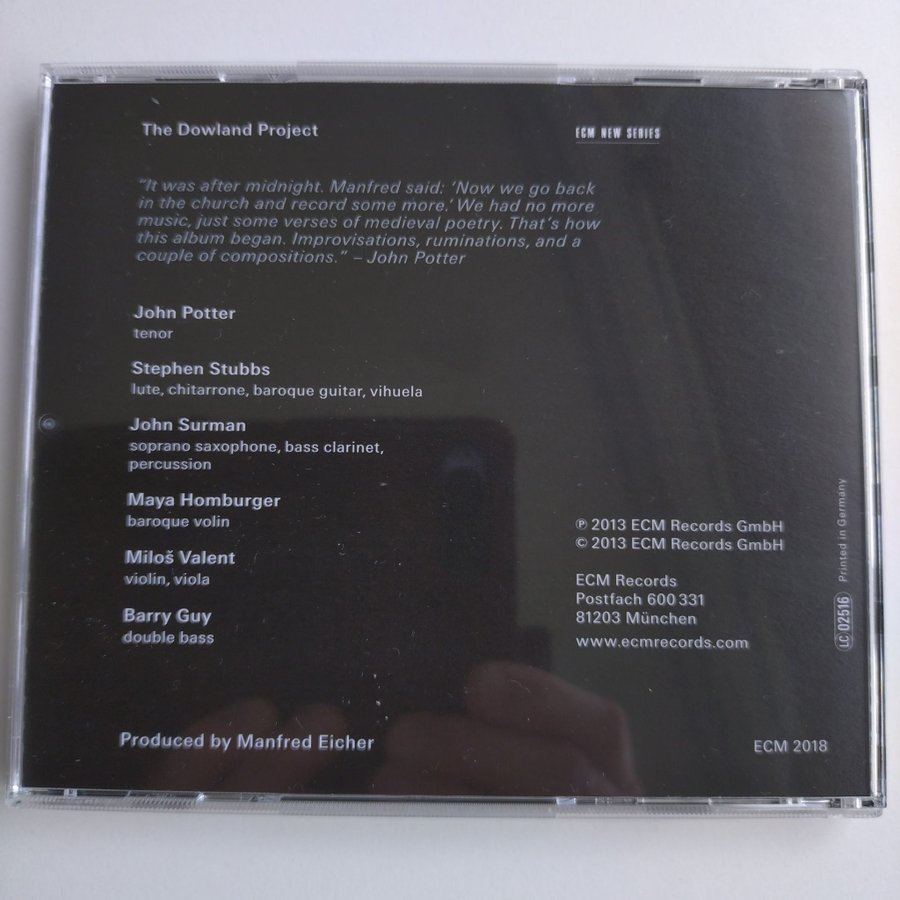 The Dowland Project
ECM NEW SERIES
“It was after midnight. Manfred said: ‘Now we go back
in the church and record some more.’ We had no more
music, just some verses of medieval poetry. That’s how
this album began. Improvisations, ruminations, and a
couple of compositions.” – John Potter
John Potter
tenor
Stephen Stubbs
lute, chitarrone, baroque guitar, vihuela
John Surman
soprano saxophone, bass clarinet,
percussion
Maya Homburger
baroque volin
Miloš Valent
violin, viola
Barry Guy
double bass
Produced by Manfred Eicher
℗ 2013 ECM Records GmbH
© 2013 ECM Records GmbH
ECM Records
Postfach 600 331
81203 München
www.ecmrecords.com
ECM 2018
LC 02516 Printed in Germany